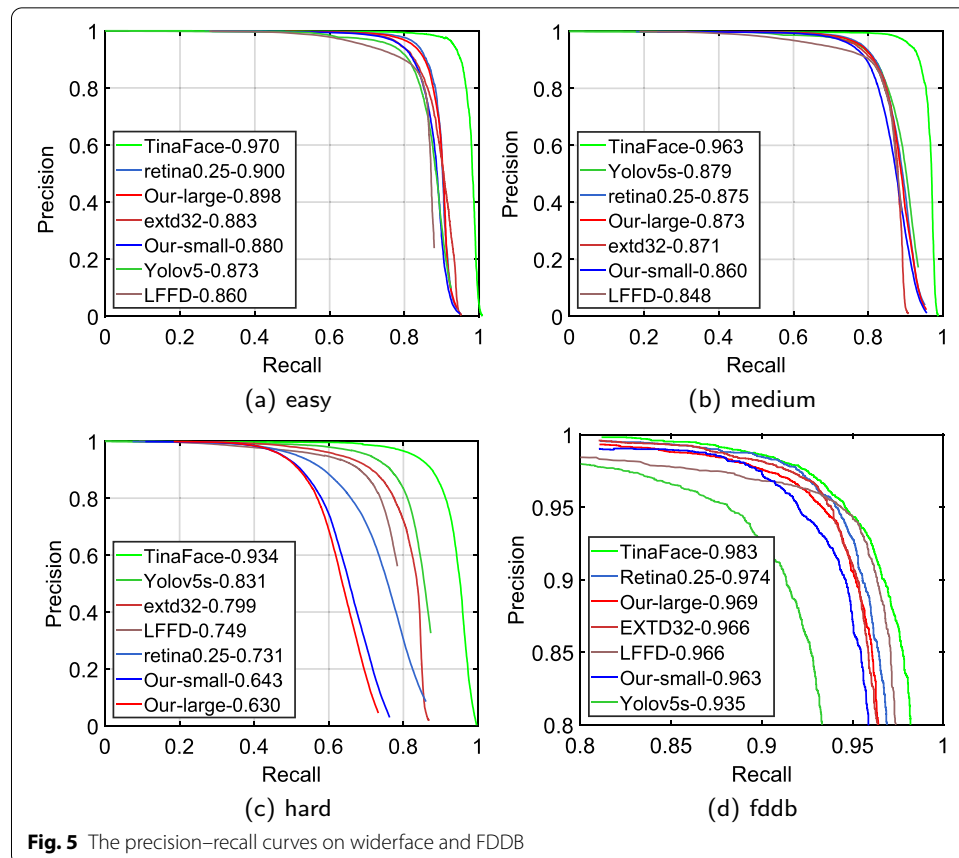 1
0.8
0.6
0.4
0.2
0
Precision
TinaFace-0.970
retina0.25-0.900
Our-large-0.898
extd32-0.883
Our-small-0.880
Yolov5-0.873
LFFD-0.860
0 0.2 0.4 0.6 0.8 1
Recall
(a) easy
1
0.8
0.6
0.4
0.2
0
Precision
TinaFace-0.963
Yolov5s-0.879
retina0.25-0.875
Our-large-0.873
extd32-0.871
Our-small-0.860
LFFD-0.848
0 0.2 0.4 0.6 0.8 1
Recall
(b) medium
1
0.8
0.6
0.4
0.2
0
Precision
TinaFace-0.934
Yolov5s-0.831
extd32-0.799
LFFD-0.749
retina0.25-0.731
Our-small-0.643
Our-large-0.630
0 0.2 0.4 0.6 0.8 1
Recall
(c) hard
1
0.95
0.9
0.85
0.8
Precision
TinaFace-0.983
Retina0.25-0.974
Our-large-0.969
EXTD32-0.966
LFFD-0.966
Our-small-0.963
Yolov5s-0.935
0.8 0.85 0.9 0.95 1
Recall
(d) fddb
Fig. 5 The precision–recall curves on widerface and FDDB